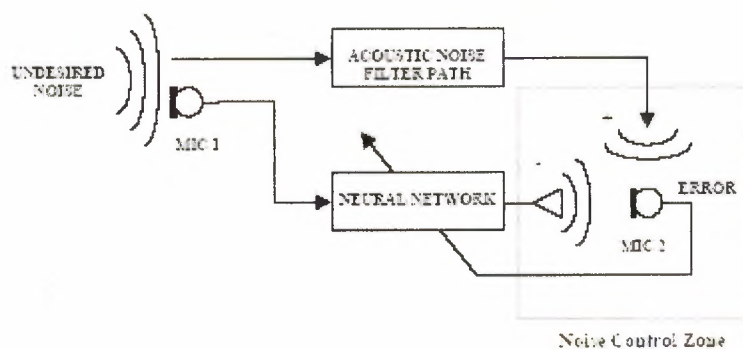 UNDESIRED
NOISE
MIC 1
ACOUSTIC NOISE
FILTER PATH
NEURAL NETWORK
+
-
ERROR
MIC 2
Noise Control Zone